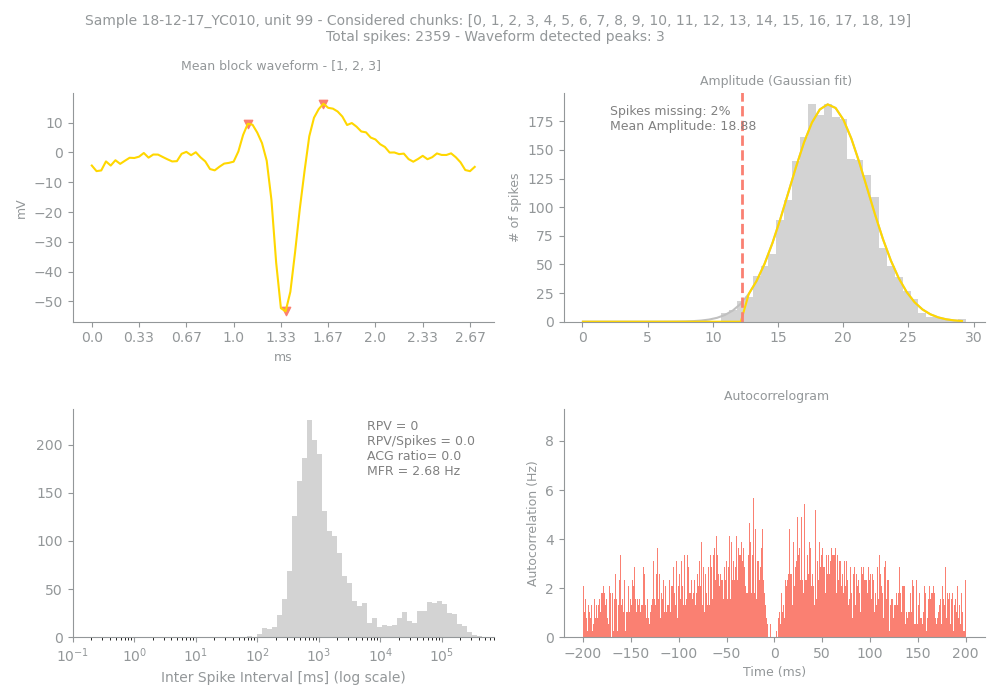 Sample 18-12-17_YC010, unit 99 - Considered chunks: [0, 1, 2, 3, 4, 5, 6, 7, 8, 9, 10, 11, 12, 13, 14, 15, 16, 17, 18, 19]
Total spikes: 2359 - Waveform detected peaks: 3
Mean block waveform - [1, 2, 3]
10
0
−10
−20
−30
−40
−50
mV
0.0 0.33 0.67 1.0 1.33 1.67 2.0 2.33 2.67
ms
Amplitude (Gaussian fit)
Spikes missing: 2%
Mean Amplitude: 18.88
175
150
125
100
75
50
25
0
# of spikes
0 5 10 15 20 25 30
RPV = 0
RPV/Spikes = 0.0
ACG ratio= 0.0
MFR = 2.68 Hz
200
150
100
50
0
10⁻¹ 10⁰ 10¹ 10² 10³ 10⁴ 10⁵
Inter Spike Interval [ms] (log scale)
Autocorrelogram
8
6
4
2
0
Autocorrelation (Hz)
−200 −150 −100 −50 0 50 100 150 200
Time (ms)